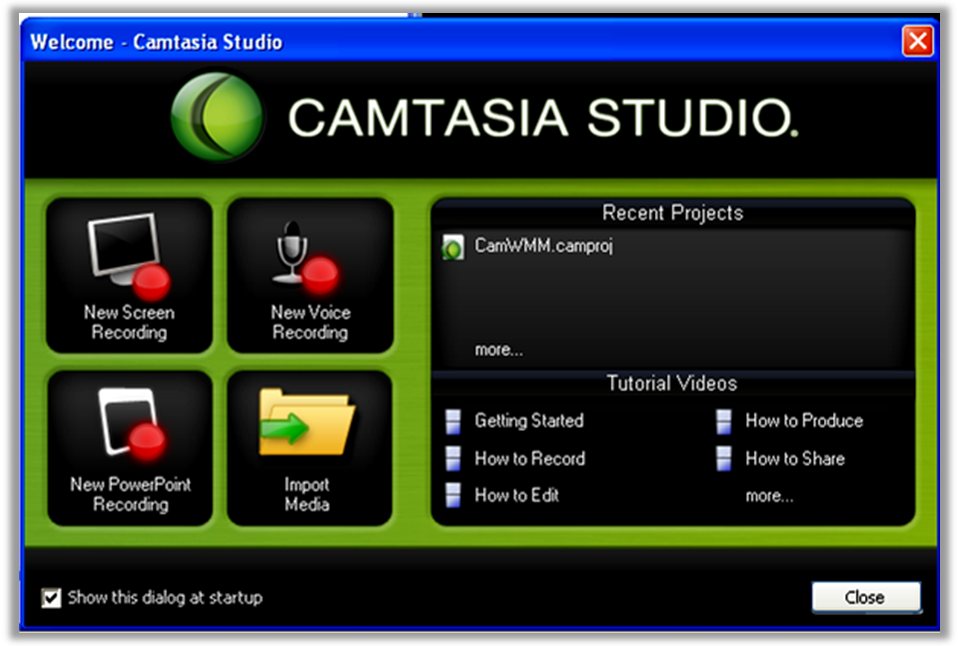 Welcome - Camtasia Studio
CAMTASIA STUDIO.
New Screen
Recording
New Voice
Recording
New PowerPoint
Recording
Import
Media
Recent Projects
CamWMM.camproj
more...
Tutorial Videos
Getting Started
How to Produce
How to Record
How to Share
How to Edit
more...
Show this dialog at startup
Close